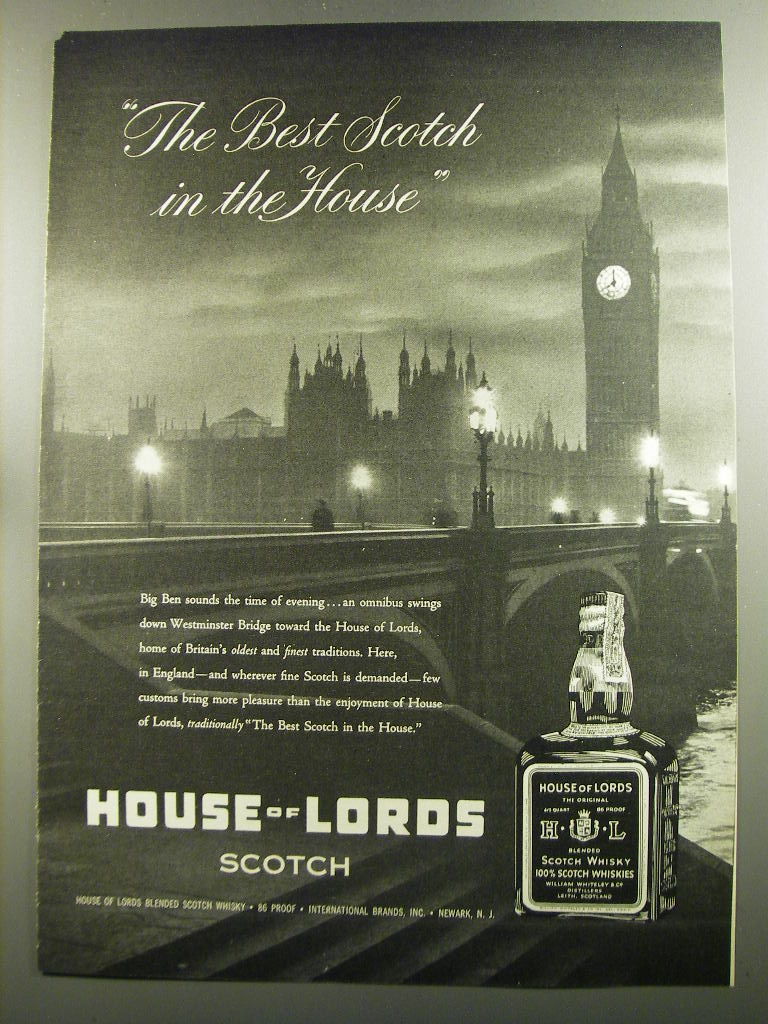 “The Best Scotch
in the House”
Big Ben sounds the time of evening...an omnibus swings
down Westminster Bridge toward the House of Lords,
home of Britain's oldest and finest traditions. Here,
in England—and wherever fine Scotch is demanded—few
customs bring more pleasure than the enjoyment of House
of Lords, traditionally “The Best Scotch in the House.”
HOUSE OF LORDS
SCOTCH
HOUSE OF LORDS BLENDED SCOTCH WHISKY • 86 PROOF • INTERNATIONAL BRANDS, INC. • NEWARK, N. J.
HOUSE OF LORDS
THE ORIGINAL
4/5 QUART 86 PROOF
H · L
BLENDED
SCOTCH WHISKY
100% SCOTCH WHISKIES
WILLIAM WHITELEY & CO
DISTILLERS
LEITH, SCOTLAND